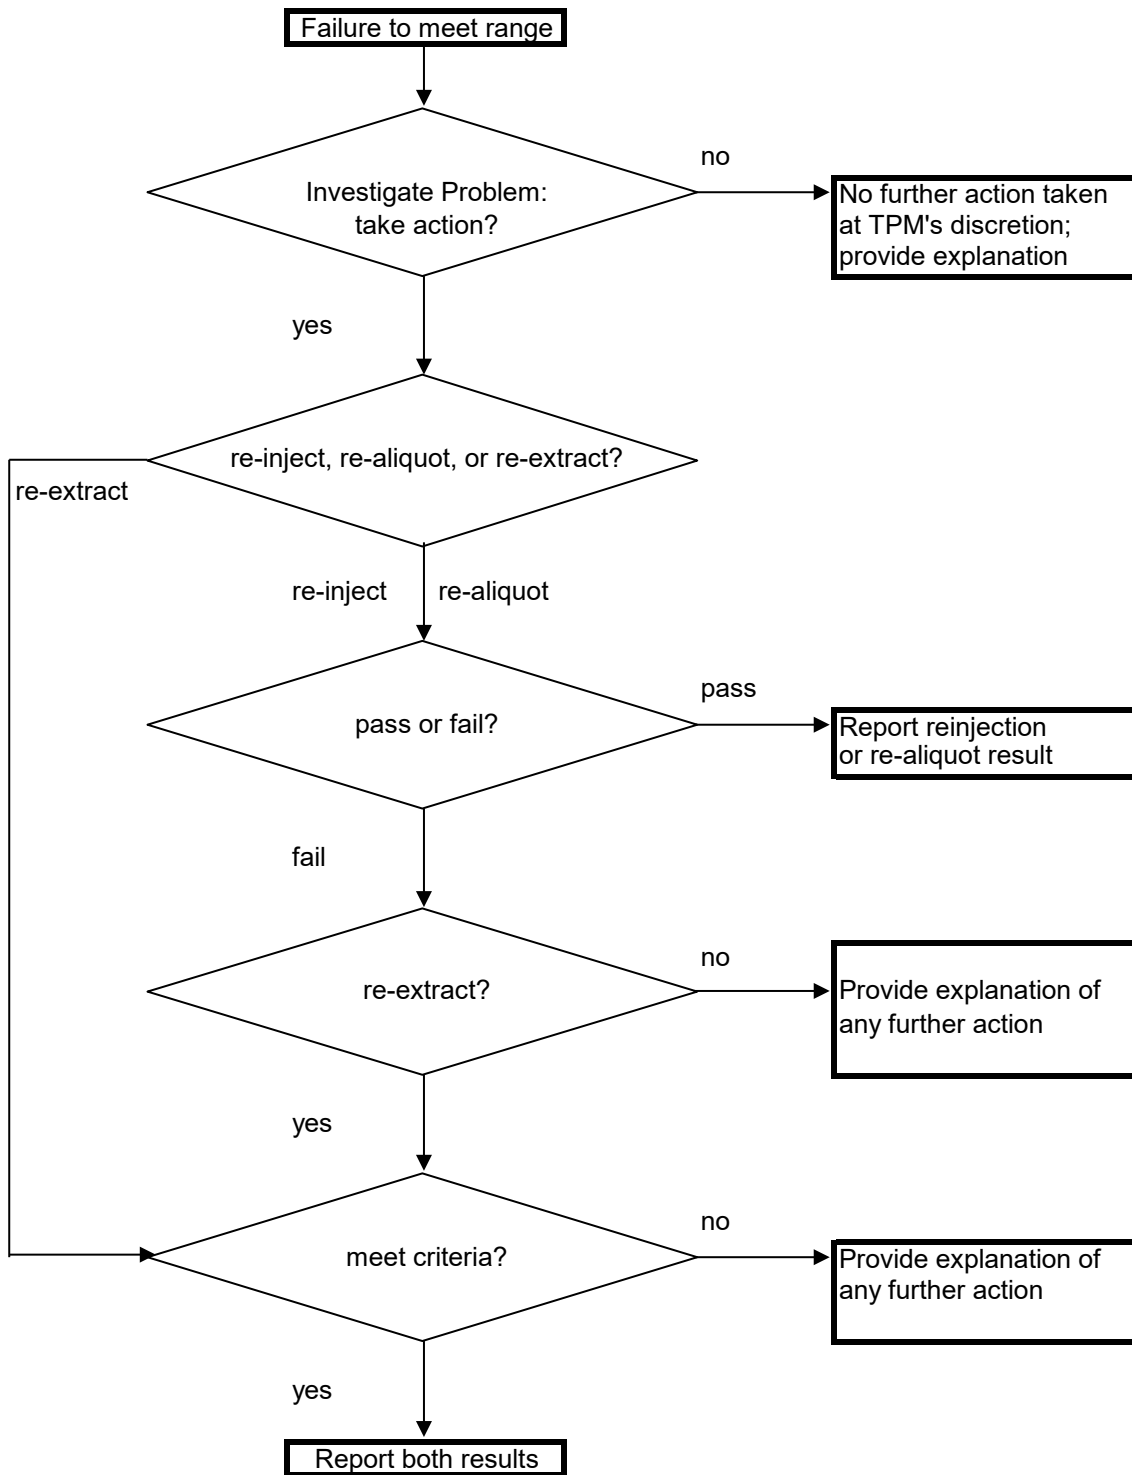 Failure to meet range
no
Investigate Problem:
take action?
No further action taken
at TPM's discretion;
provide explanation
yes
re-inject, re-aliquot, or re-extract?
re-extract
re-inject
re-aliquot
pass
pass or fail?
Report reinjection
or re-aliquot result
fail
no
re-extract?
Provide explanation of
any further action
yes
no
meet criteria?
Provide explanation of
any further action
yes
Report both results